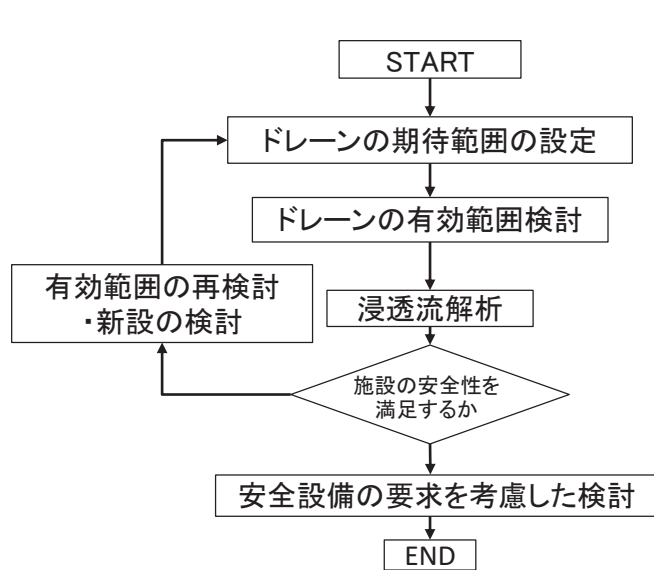 START
ドレーンの期待範囲の設定
ドレーンの有効範囲検討
有効範囲の再検討
・新設の検討
浸透流解析
施設の安全性を
満足するか
安全設備の要求を考慮した検討
END